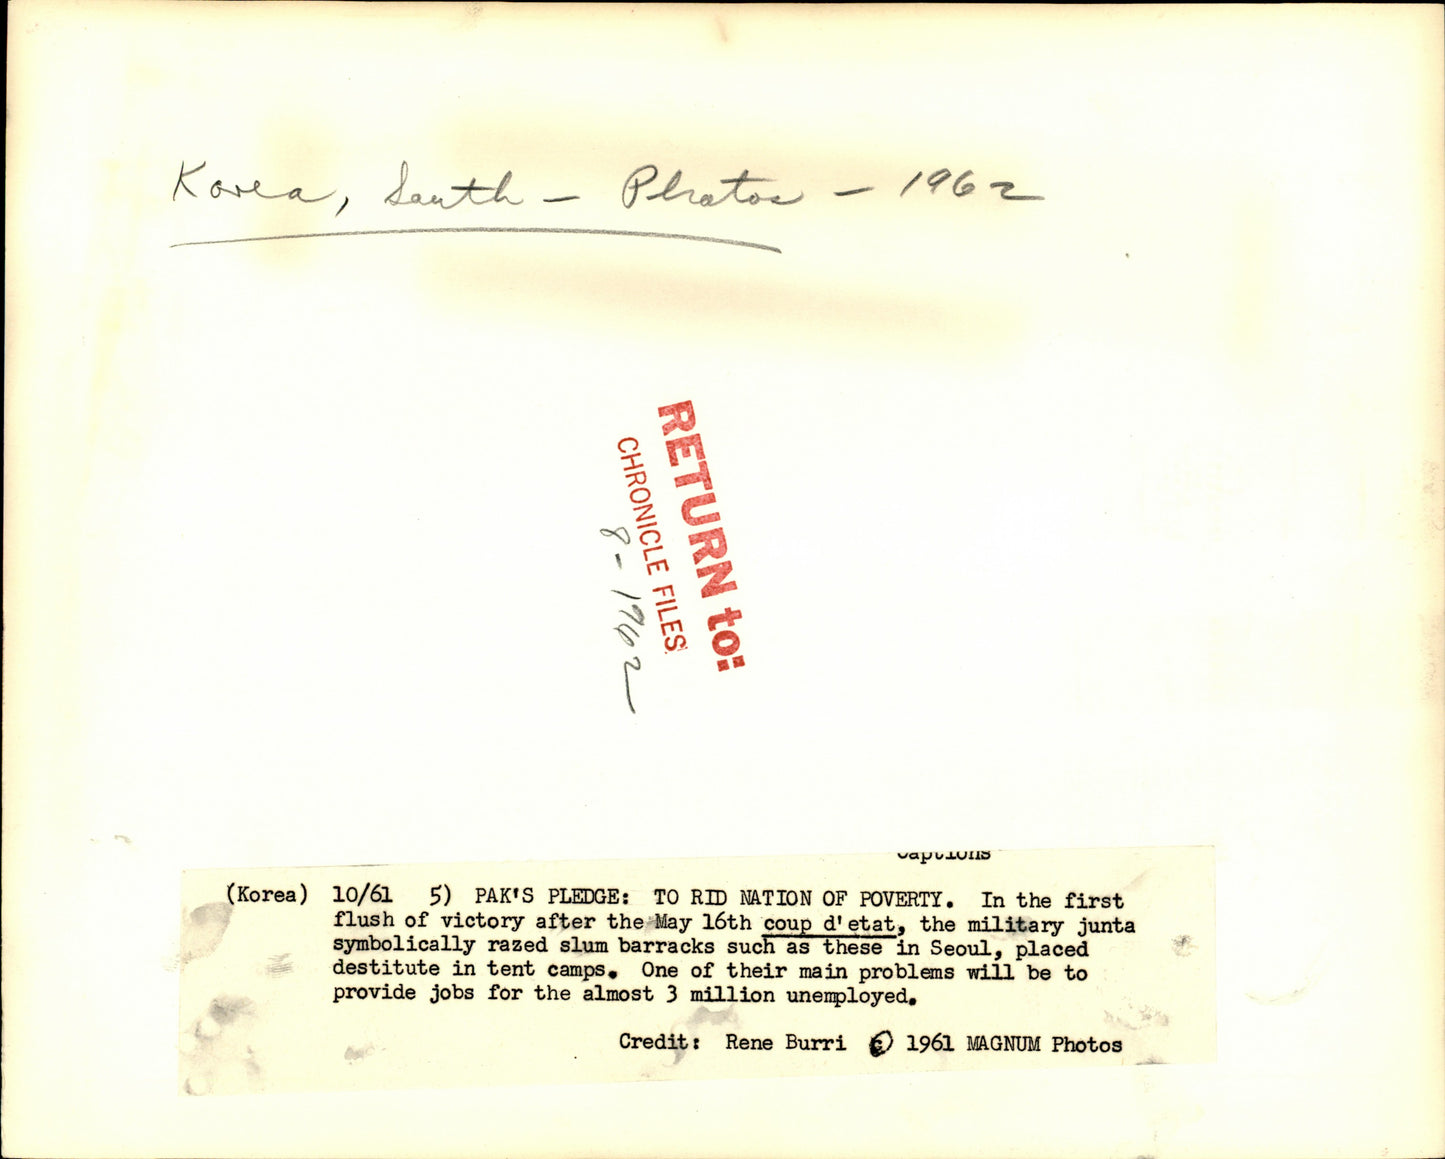 Korea, South - Photos - 1962
RETURN to:
CHRONICLE FILES
8-1962
Captions
(Korea) 10/61 5) PAK'S PLEDGE: TO RID NATION OF POVERTY. In the first
flush of victory after the May 16th coup d'etat, the military junta
symbolically razed slum barracks such as these in Seoul, placed
destitute in tent camps. One of their main problems will be to
provide jobs for the almost 3 million unemployed.
Credit: Rene Burri © 1961 MAGNUM Photos